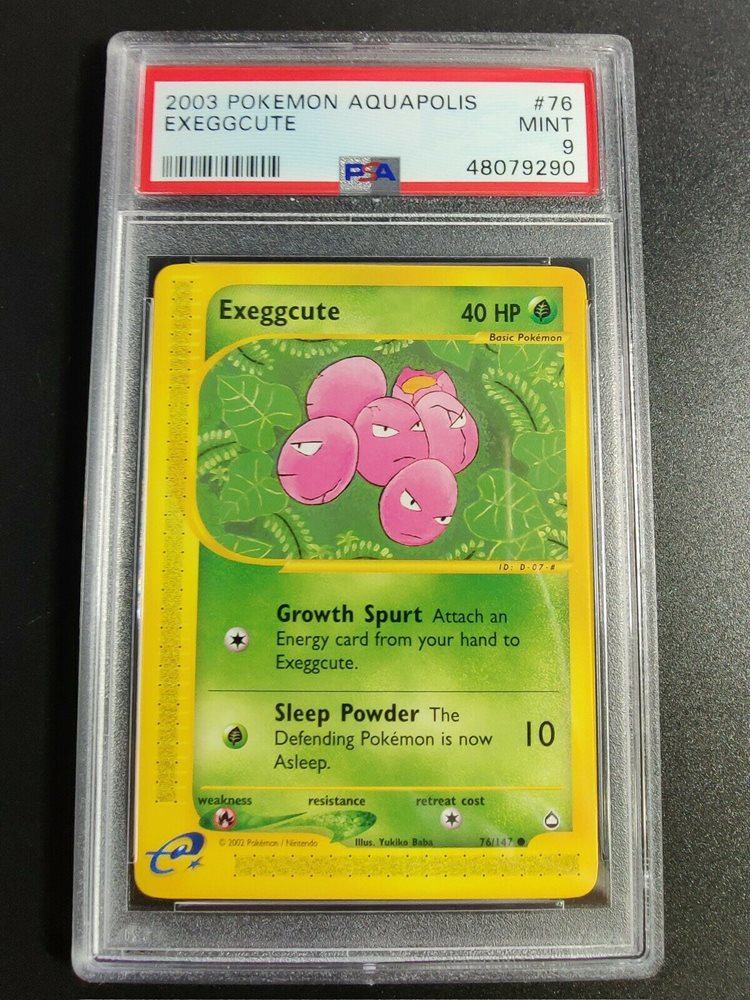 2003 POKEMON AQUAPOLIS #76
EXEGGCUTE MINT
9
PSA 48079290
Exeggcute 40 HP
Basic Pokémon
ID: D-07-#
Growth Spurt Attach an
Energy card from your hand to
Exeggcute.
Sleep Powder The 10
Defending Pokémon is now
Asleep.
weakness resistance retreat cost
© 2002 Pokémon / Nintendo Illus. Yukiko Baba 76/147
e